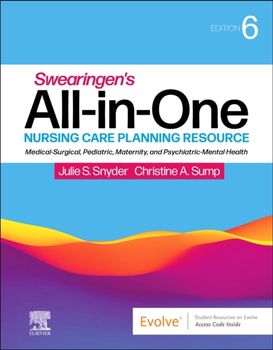 EDITION 6
Swearingen's
All-in-One
NURSING CARE PLANNING RESOURCE
Medical-Surgical, Pediatric, Maternity, and Psychiatric-Mental Health
Julie S. Snyder Christine A. Sump
ELSEVIER
Evolve
Student Resources on Evolve
Access Code Inside